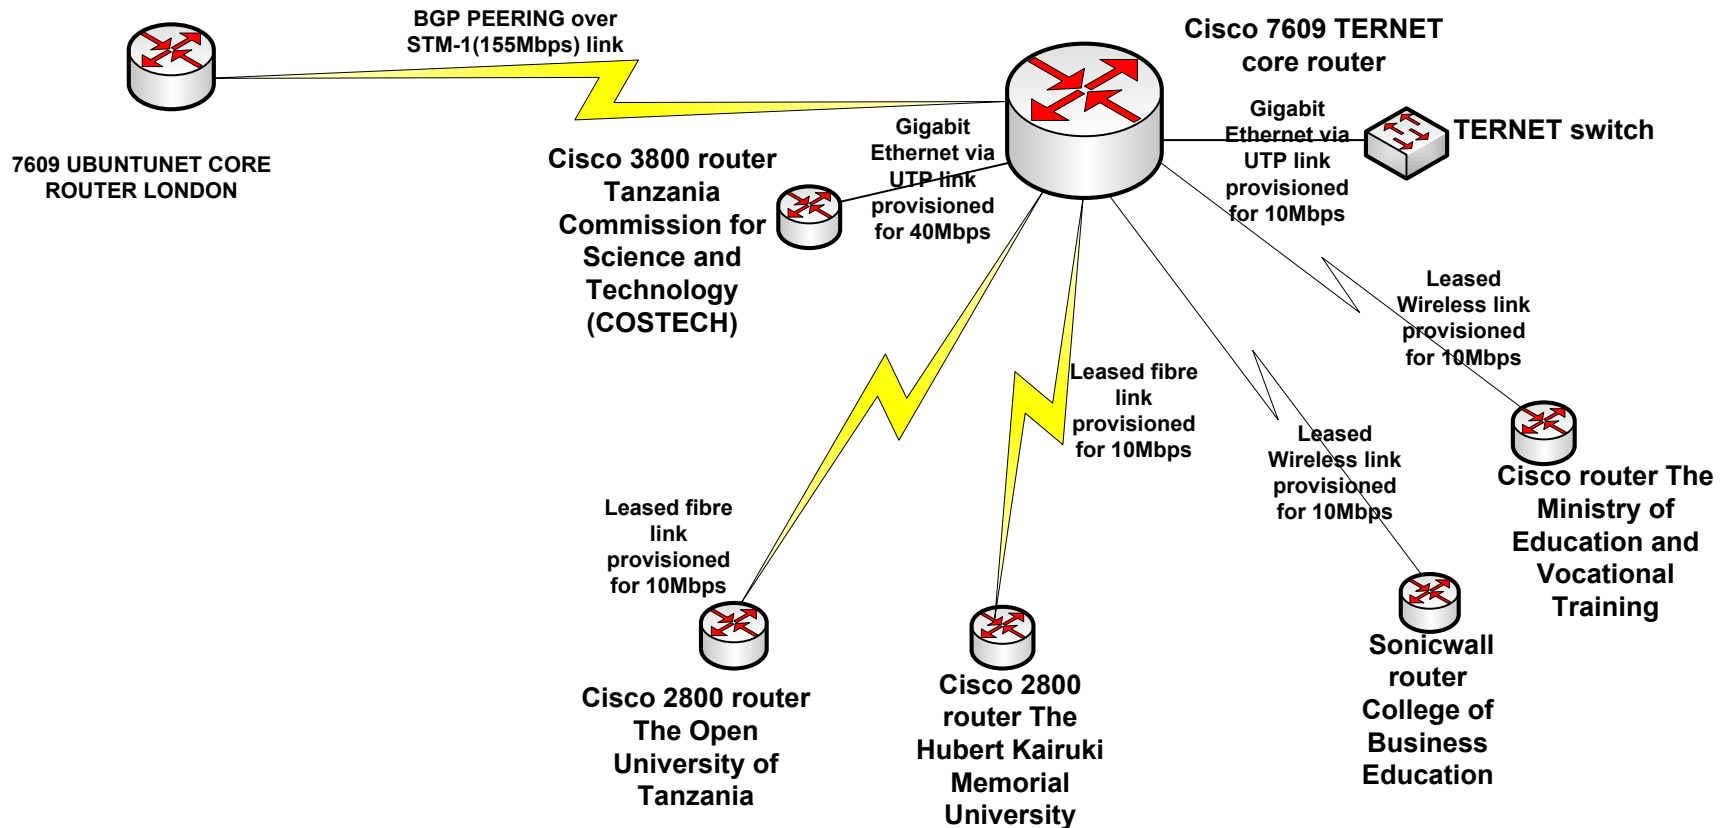 BGP PEERING over
STM-1(155Mbps) link
7609 UBUNTUNET CORE
ROUTER LONDON
Cisco 7609 TERNET
core router
Gigabit
Ethernet via
UTP link
provisioned
for 10Mbps
TERNET switch
Cisco 3800 router
Tanzania
Commission for
Science and
Technology
(COSTECH)
Gigabit
Ethernet via
UTP link
provisioned
for 40Mbps
Leased
Wireless link
provisioned
for 10Mbps
Leased fibre
link
provisioned
for 10Mbps
Leased
Wireless link
provisioned
for 10Mbps
Leased fibre
link
provisioned
for 10Mbps
Cisco router The
Ministry of
Education and
Vocational
Training
Cisco 2800 router
The Open
University of
Tanzania
Cisco 2800
router The
Hubert Kairuki
Memorial
University
Sonicwall
router
College of
Business
Education